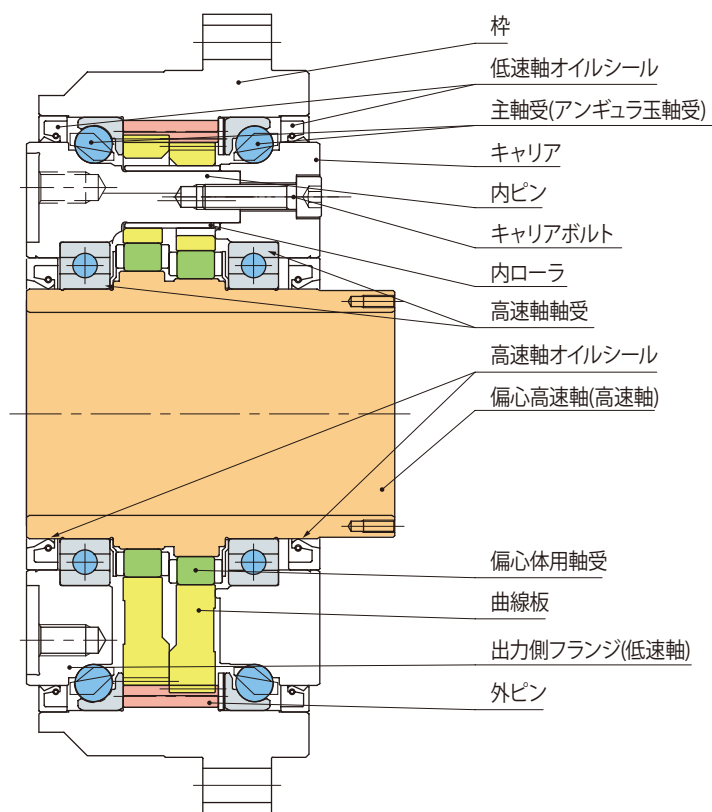 枠
低速軸オイルシール
主軸受(アンギュラ玉軸受)
キャリア
内ピン
キャリアボルト
内ローラ
高速軸軸受
高速軸オイルシール
偏心高速軸(高速軸)
偏心体用軸受
曲線板
出力側フランジ(低速軸)
外ピン